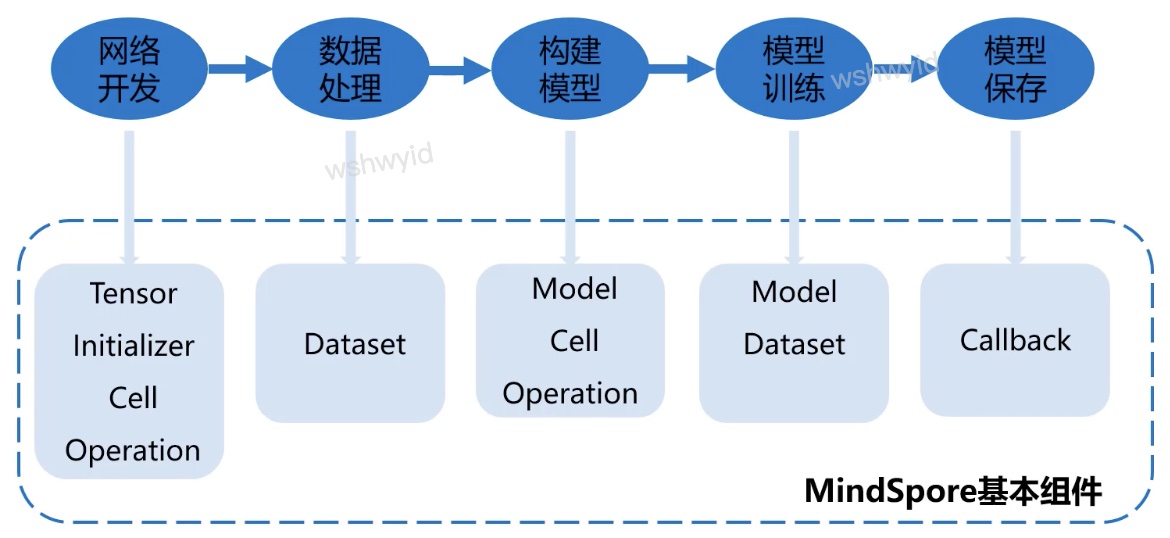 网络
开发
数据
处理
构建
模型
模型
训练
模型
保存
wshwyid
wshwyid
Tensor
Initializer
Cell
Operation
Dataset
Model
Cell
Operation
Model
Dataset
Callback
MindSpore基本组件